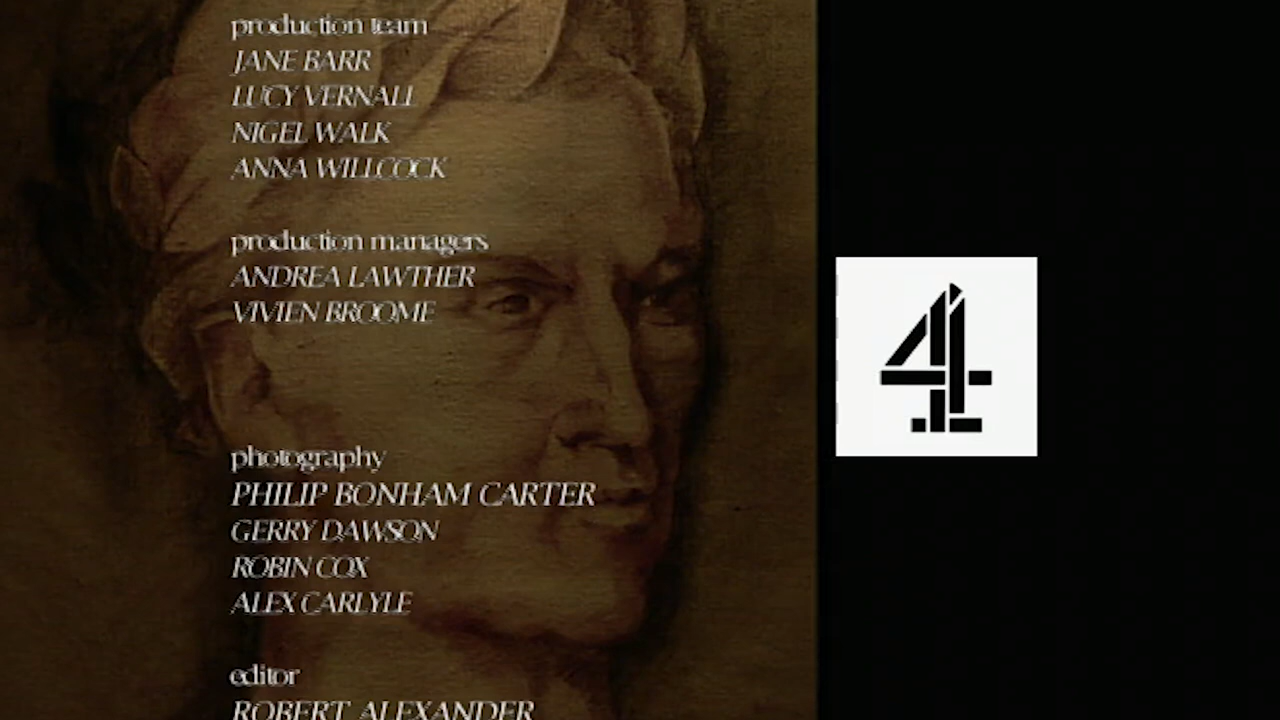 production team
JANE BARR
LUCY VERNALL
NIGEL WALK
ANNA WILLCOCK
production managers
ANDREA LAWTHER
VIVIEN BROOME
4
photography
PHILIP BONHAM CARTER
GERRY DAWSON
ROBIN COX
ALEX CARLYLE
editor
ROBERT ALEXANDER